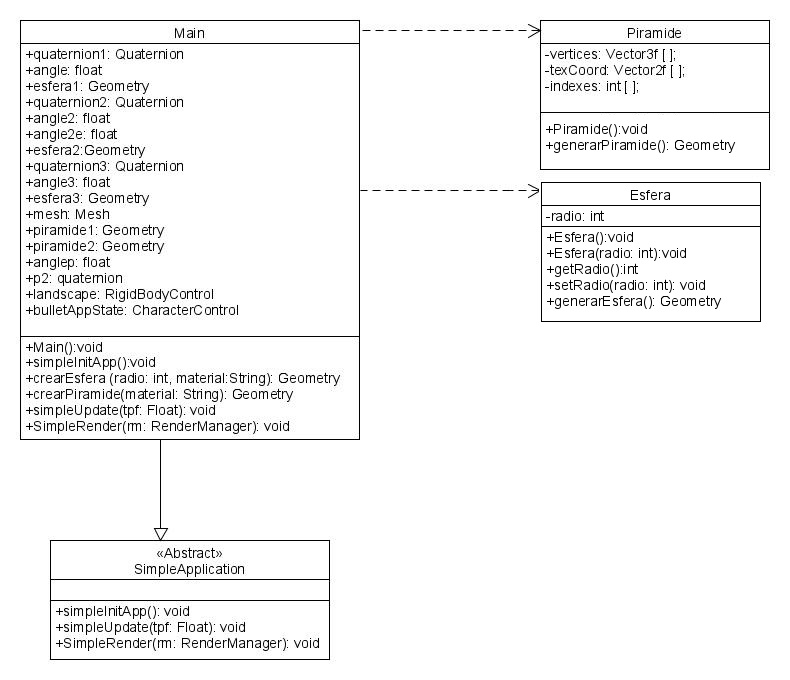 Main
+quaternion1: Quaternion
+angle: float
+esfera1: Geometry
+quaternion2: Quaternion
+angle2: float
+angle2e: float
+esfera2:Geometry
+quaternion3: Quaternion
+angle3: float
+esfera3: Geometry
+mesh: Mesh
+piramide1: Geometry
+piramide2: Geometry
+anglep: float
+p2: quaternion
+landscape: RigidBodyControl
+bulletAppState: CharacterControl
+Main():void
+simpleInitApp():void
+crearEsfera (radio: int, material:String): Geometry
+crearPiramide(material: String): Geometry
+simpleUpdate(tpf: Float): void
+SimpleRender(rm: RenderManager): void
Piramide
-vertices: Vector3f [ ];
-texCoord: Vector2f [ ];
-indexes: int [ ];
+Piramide():void
+generarPiramide(): Geometry
Esfera
-radio: int
+Esfera():void
+Esfera(radio: int):void
+getRadio():int
+setRadio(radio: int): void
+generarEsfera(): Geometry
«Abstract»
SimpleApplication
+simpleInitApp(): void
+simpleUpdate(tpf: Float): void
+SimpleRender(rm: RenderManager): void